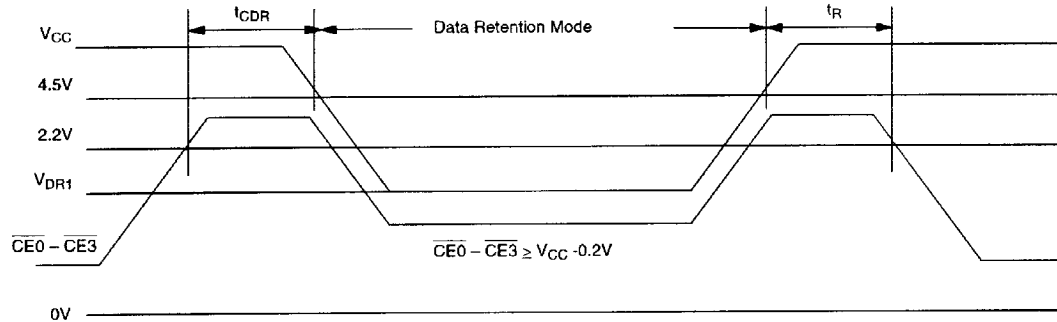 tCDR
Data Retention Mode
tR
VCC
4.5V
2.2V
VDR1
CE0 – CE3
CE0 – CE3 ≥ VCC -0.2V
0V